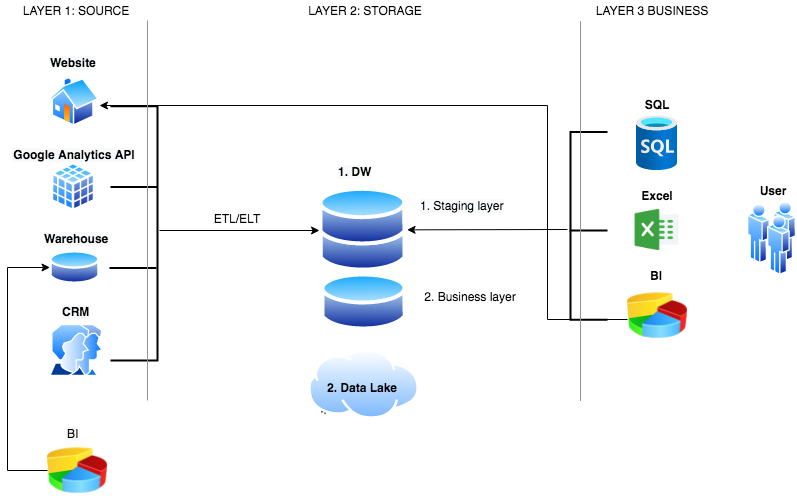 LAYER 1: SOURCE
LAYER 2: STORAGE
LAYER 3 BUSINESS
Website
SQL
SQL
Google Analytics API
1. DW
Excel
X
User
1. Staging layer
ETL/ELT
Warehouse
BI
2. Business layer
CRM
2. Data Lake
BI